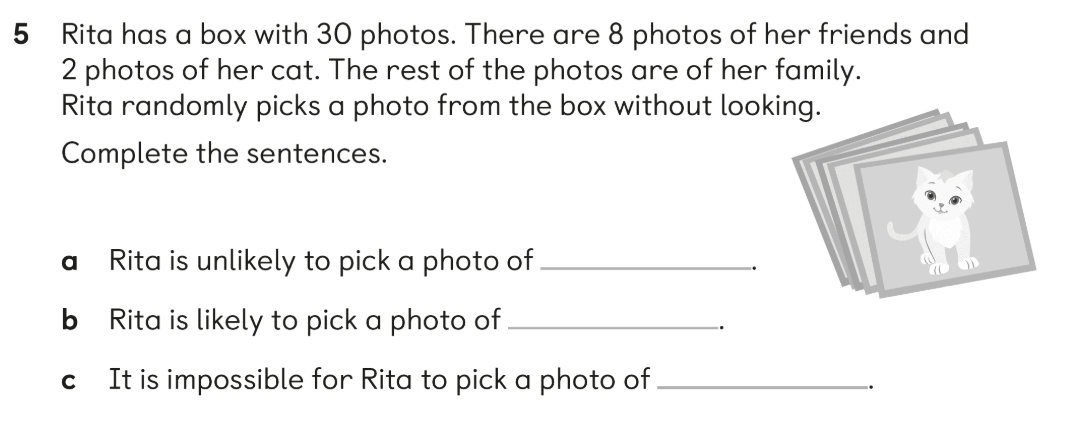 5 Rita has a box with 30 photos. There are 8 photos of her friends and
2 photos of her cat. The rest of the photos are of her family.
Rita randomly picks a photo from the box without looking.
Complete the sentences.
a Rita is unlikely to pick a photo of ______________.
b Rita is likely to pick a photo of ______________.
c It is impossible for Rita to pick a photo of ______________.